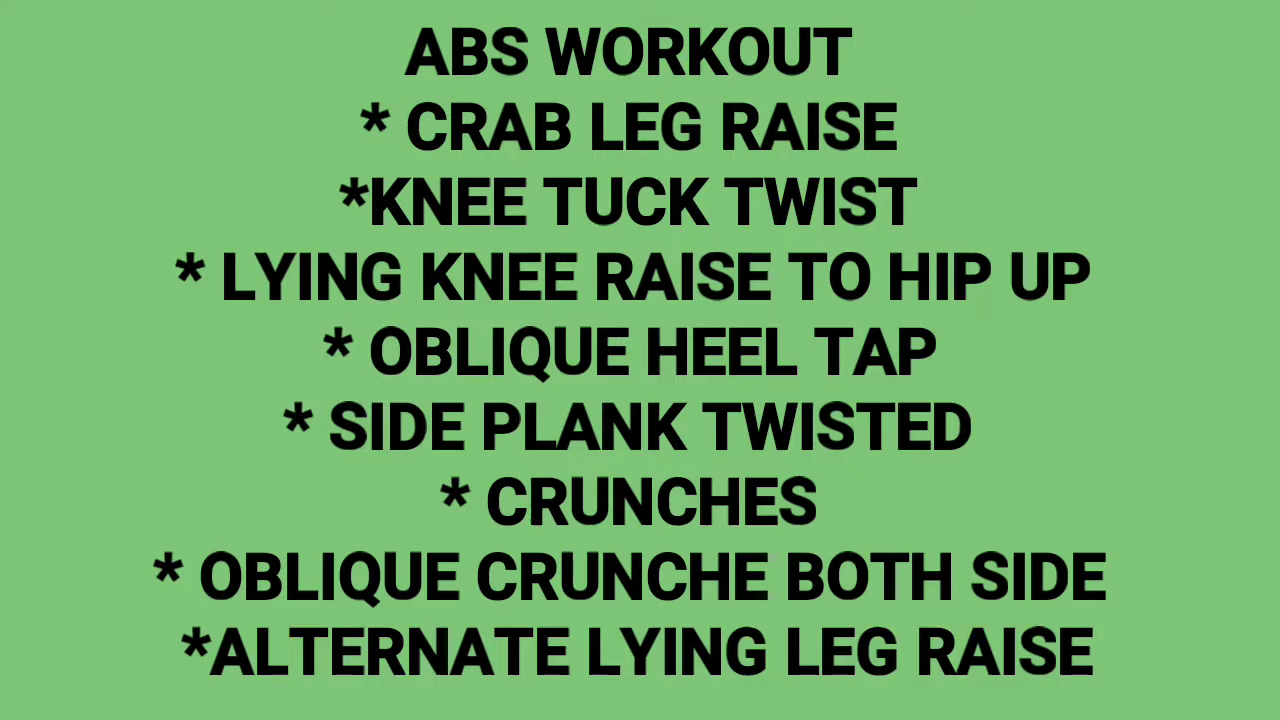 ABS WORKOUT
* CRAB LEG RAISE
*KNEE TUCK TWIST
* LYING KNEE RAISE TO HIP UP
* OBLIQUE HEEL TAP
* SIDE PLANK TWISTED
* CRUNCHES
* OBLIQUE CRUNCHE BOTH SIDE
*ALTERNATE LYING LEG RAISE